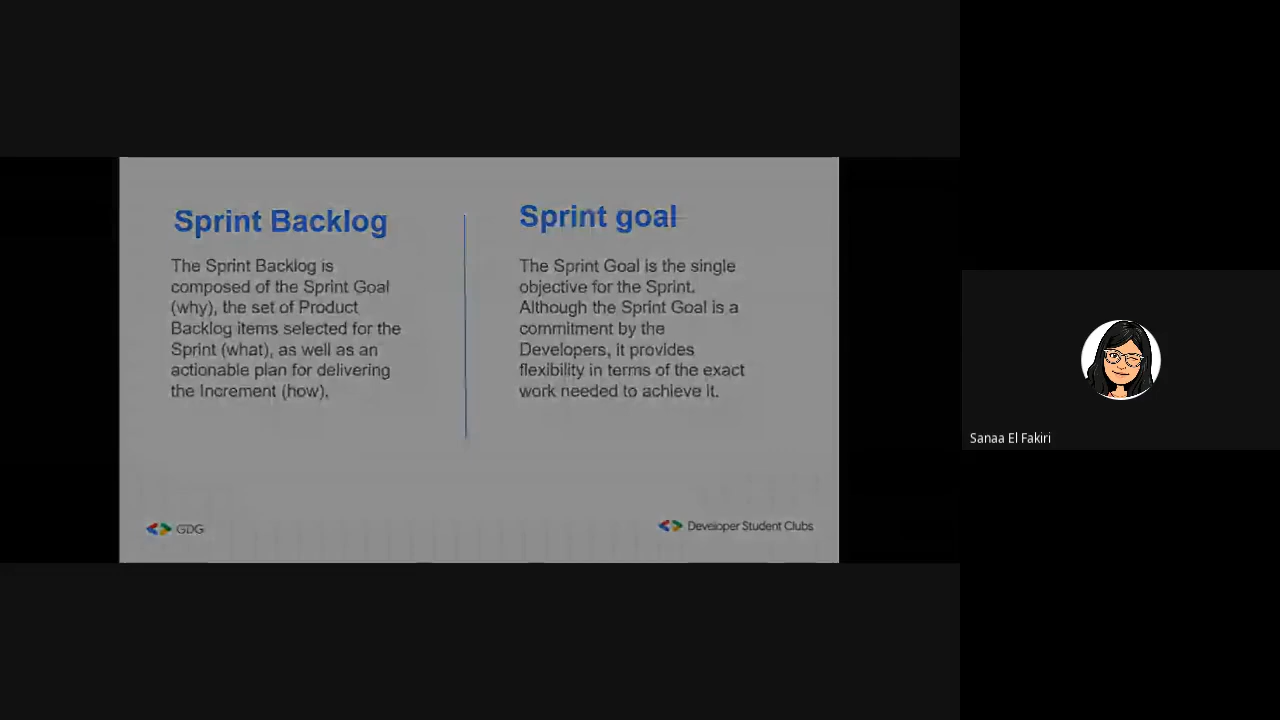 Sprint Backlog
The Sprint Backlog is
composed of the Sprint Goal
(why), the set of Product
Backlog items selected for the
Sprint (what), as well as an
actionable plan for delivering
the Increment (how).
Sprint goal
The Sprint Goal is the single
objective for the Sprint.
Although the Sprint Goal is a
commitment by the
Developers, it provides
flexibility in terms of the exact
work needed to achieve it.
GDG
Developer Student Clubs
Sanaa El Fakiri